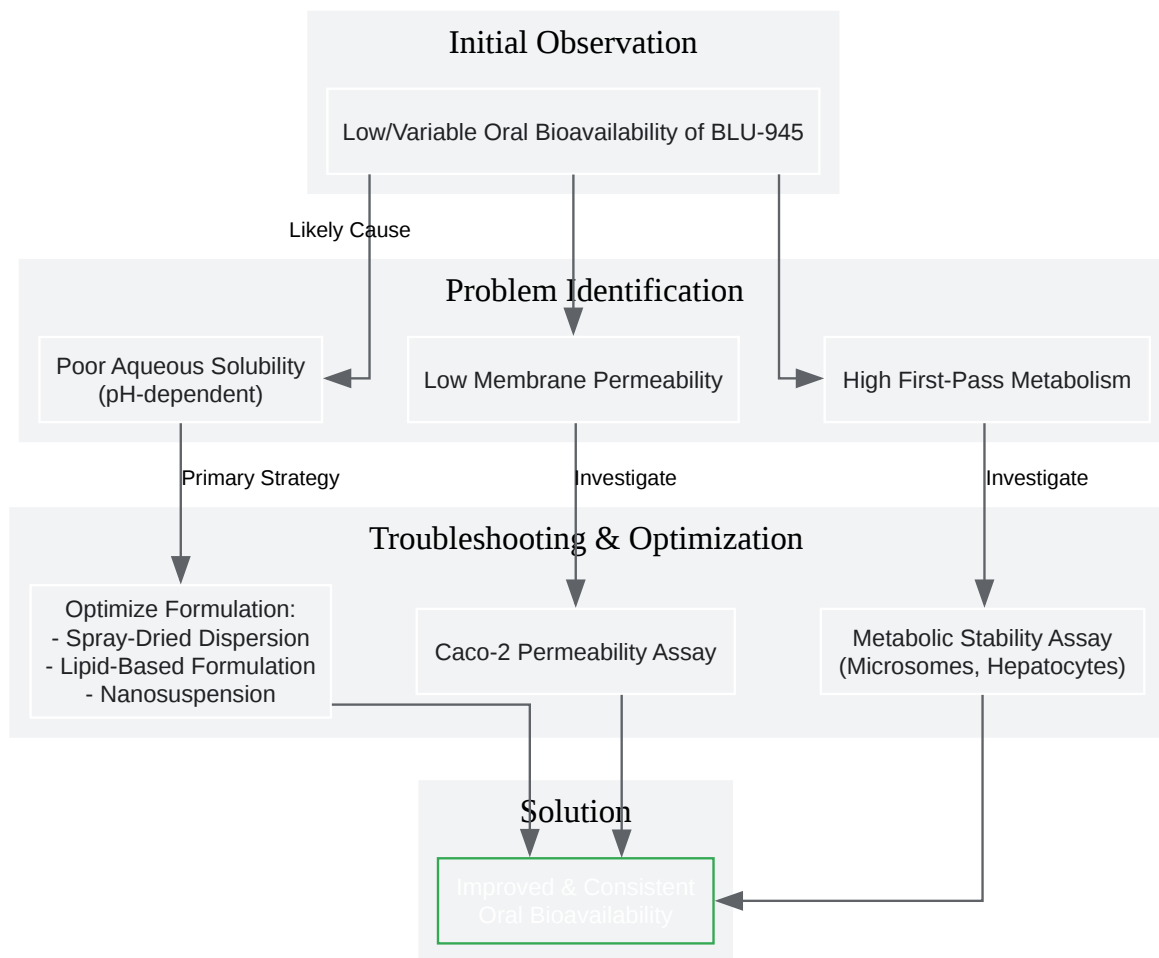 Initial Observation
Low/Variable Oral Bioavailability of BLU-945
Likely Cause
Problem Identification
Poor Aqueous Solubility
(pH-dependent)
Low Membrane Permeability
High First-Pass Metabolism
Primary Strategy
Investigate
Investigate
Troubleshooting & Optimization
Optimize Formulation:
- Spray-Dried Dispersion
- Lipid-Based Formulation
- Nanosuspension
Caco-2 Permeability Assay
Metabolic Stability Assay
(Microsomes, Hepatocytes)
Solution
Improved & Consistent
Oral Bioavailability